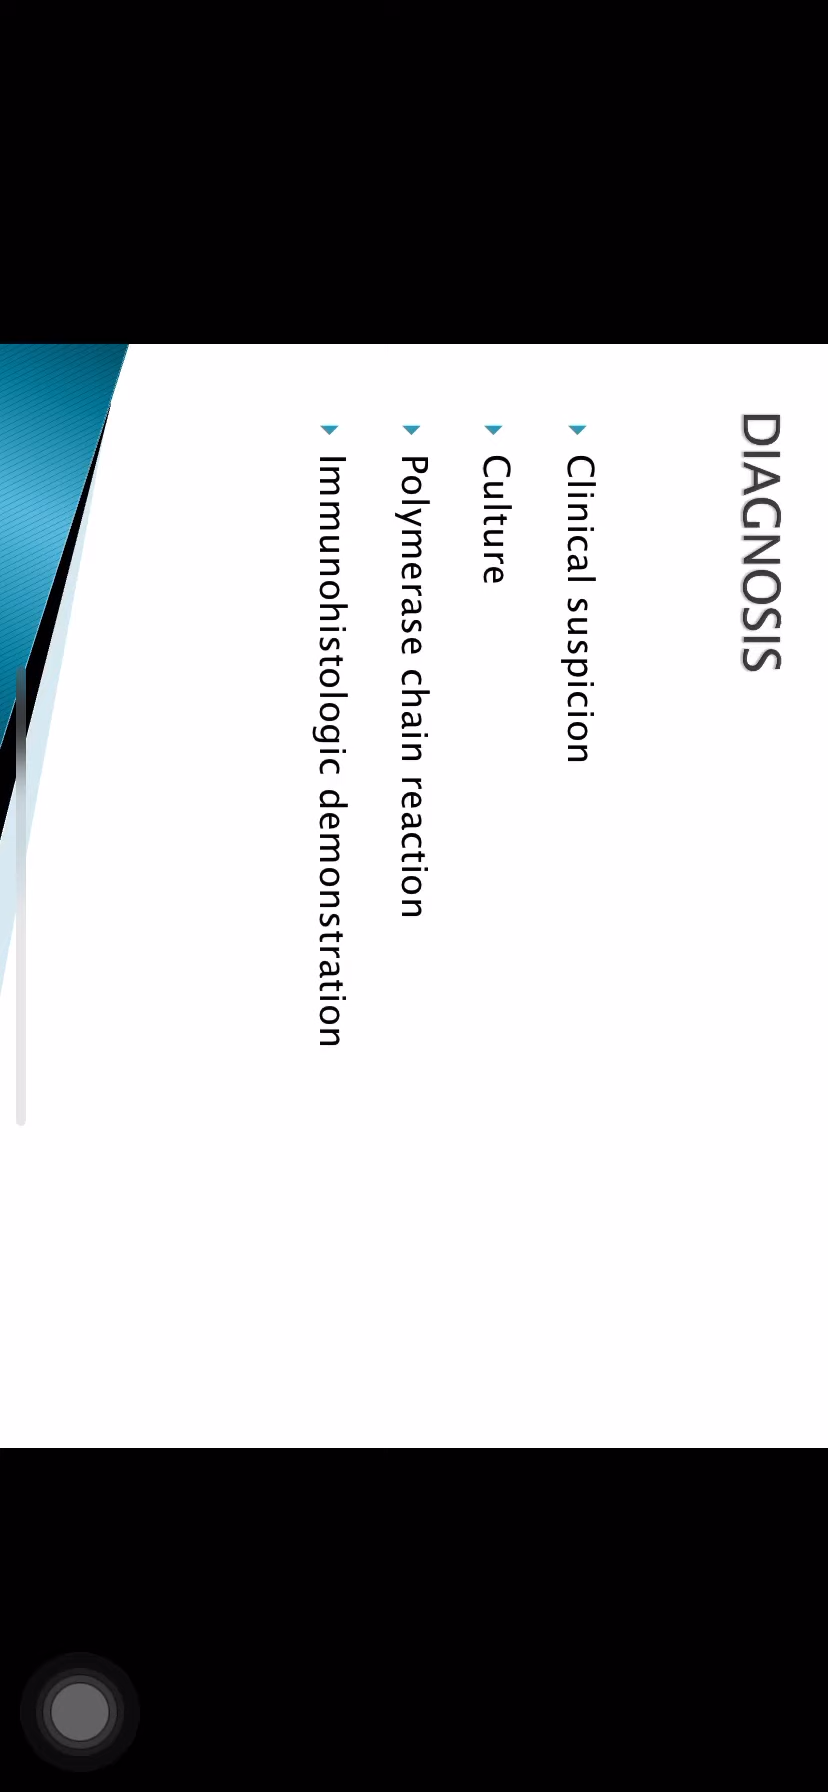 DIAGNOSIS
Clinical suspicion
Culture
Polymerase chain reaction
Immunohistologic demonstration